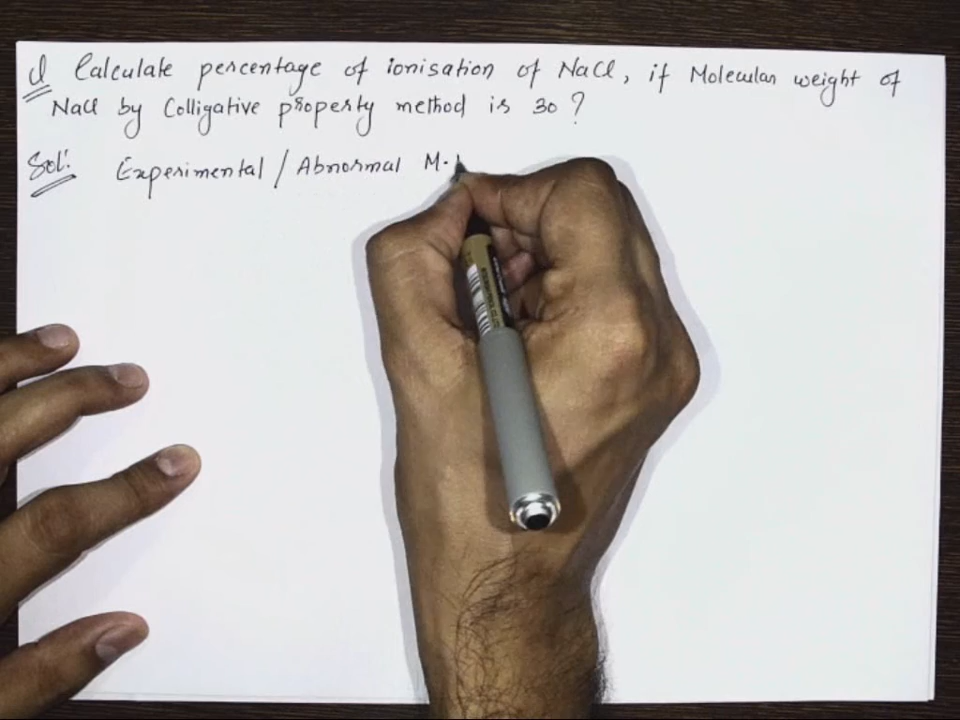 Q Calculate percentage of ionisation of NaCl, if Molecular weight of
NaCl by Colligative property method is 30 ?
Sol: Experimental / Abnormal M.